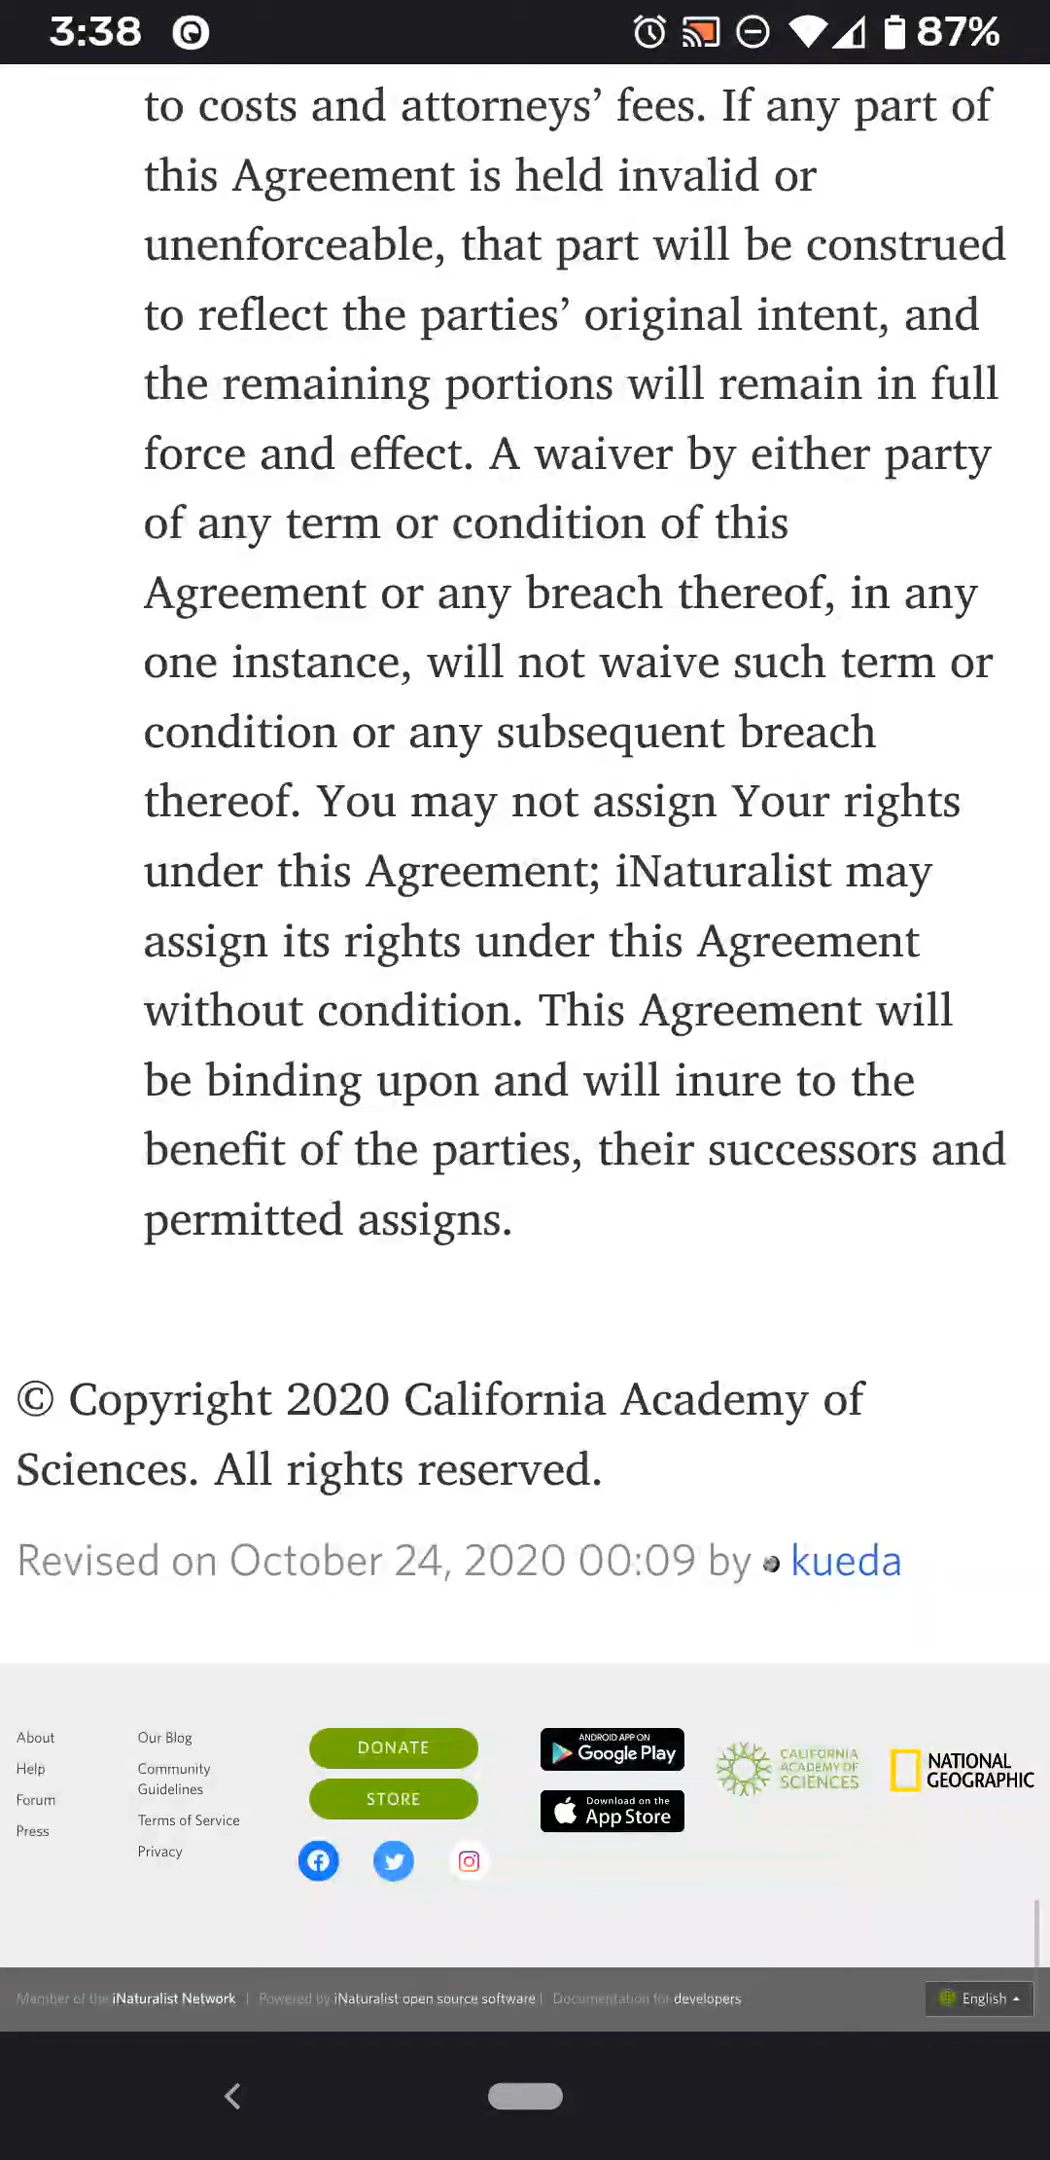 3:38
87%
to costs and attorneys’ fees. If any part of
this Agreement is held invalid or
unenforceable, that part will be construed
to reflect the parties’ original intent, and
the remaining portions will remain in full
force and effect. A waiver by either party
of any term or condition of this
Agreement or any breach thereof, in any
one instance, will not waive such term or
condition or any subsequent breach
thereof. You may not assign Your rights
under this Agreement; iNaturalist may
assign its rights under this Agreement
without condition. This Agreement will
be binding upon and will inure to the
benefit of the parties, their successors and
permitted assigns.
© Copyright 2020 California Academy of
Sciences. All rights reserved.
Revised on October 24, 2020 00:09 by kueda
About
Help
Forum
Press
Our Blog
Community
Guidelines
Terms of Service
Privacy
DONATE
STORE
ANDROID APP ON
Google Play
Download on the
App Store
CALIFORNIA
ACADEMY OF
SCIENCES
NATIONAL
GEOGRAPHIC
Member of the iNaturalist Network | Powered by iNaturalist open source software | Documentation for developers
English